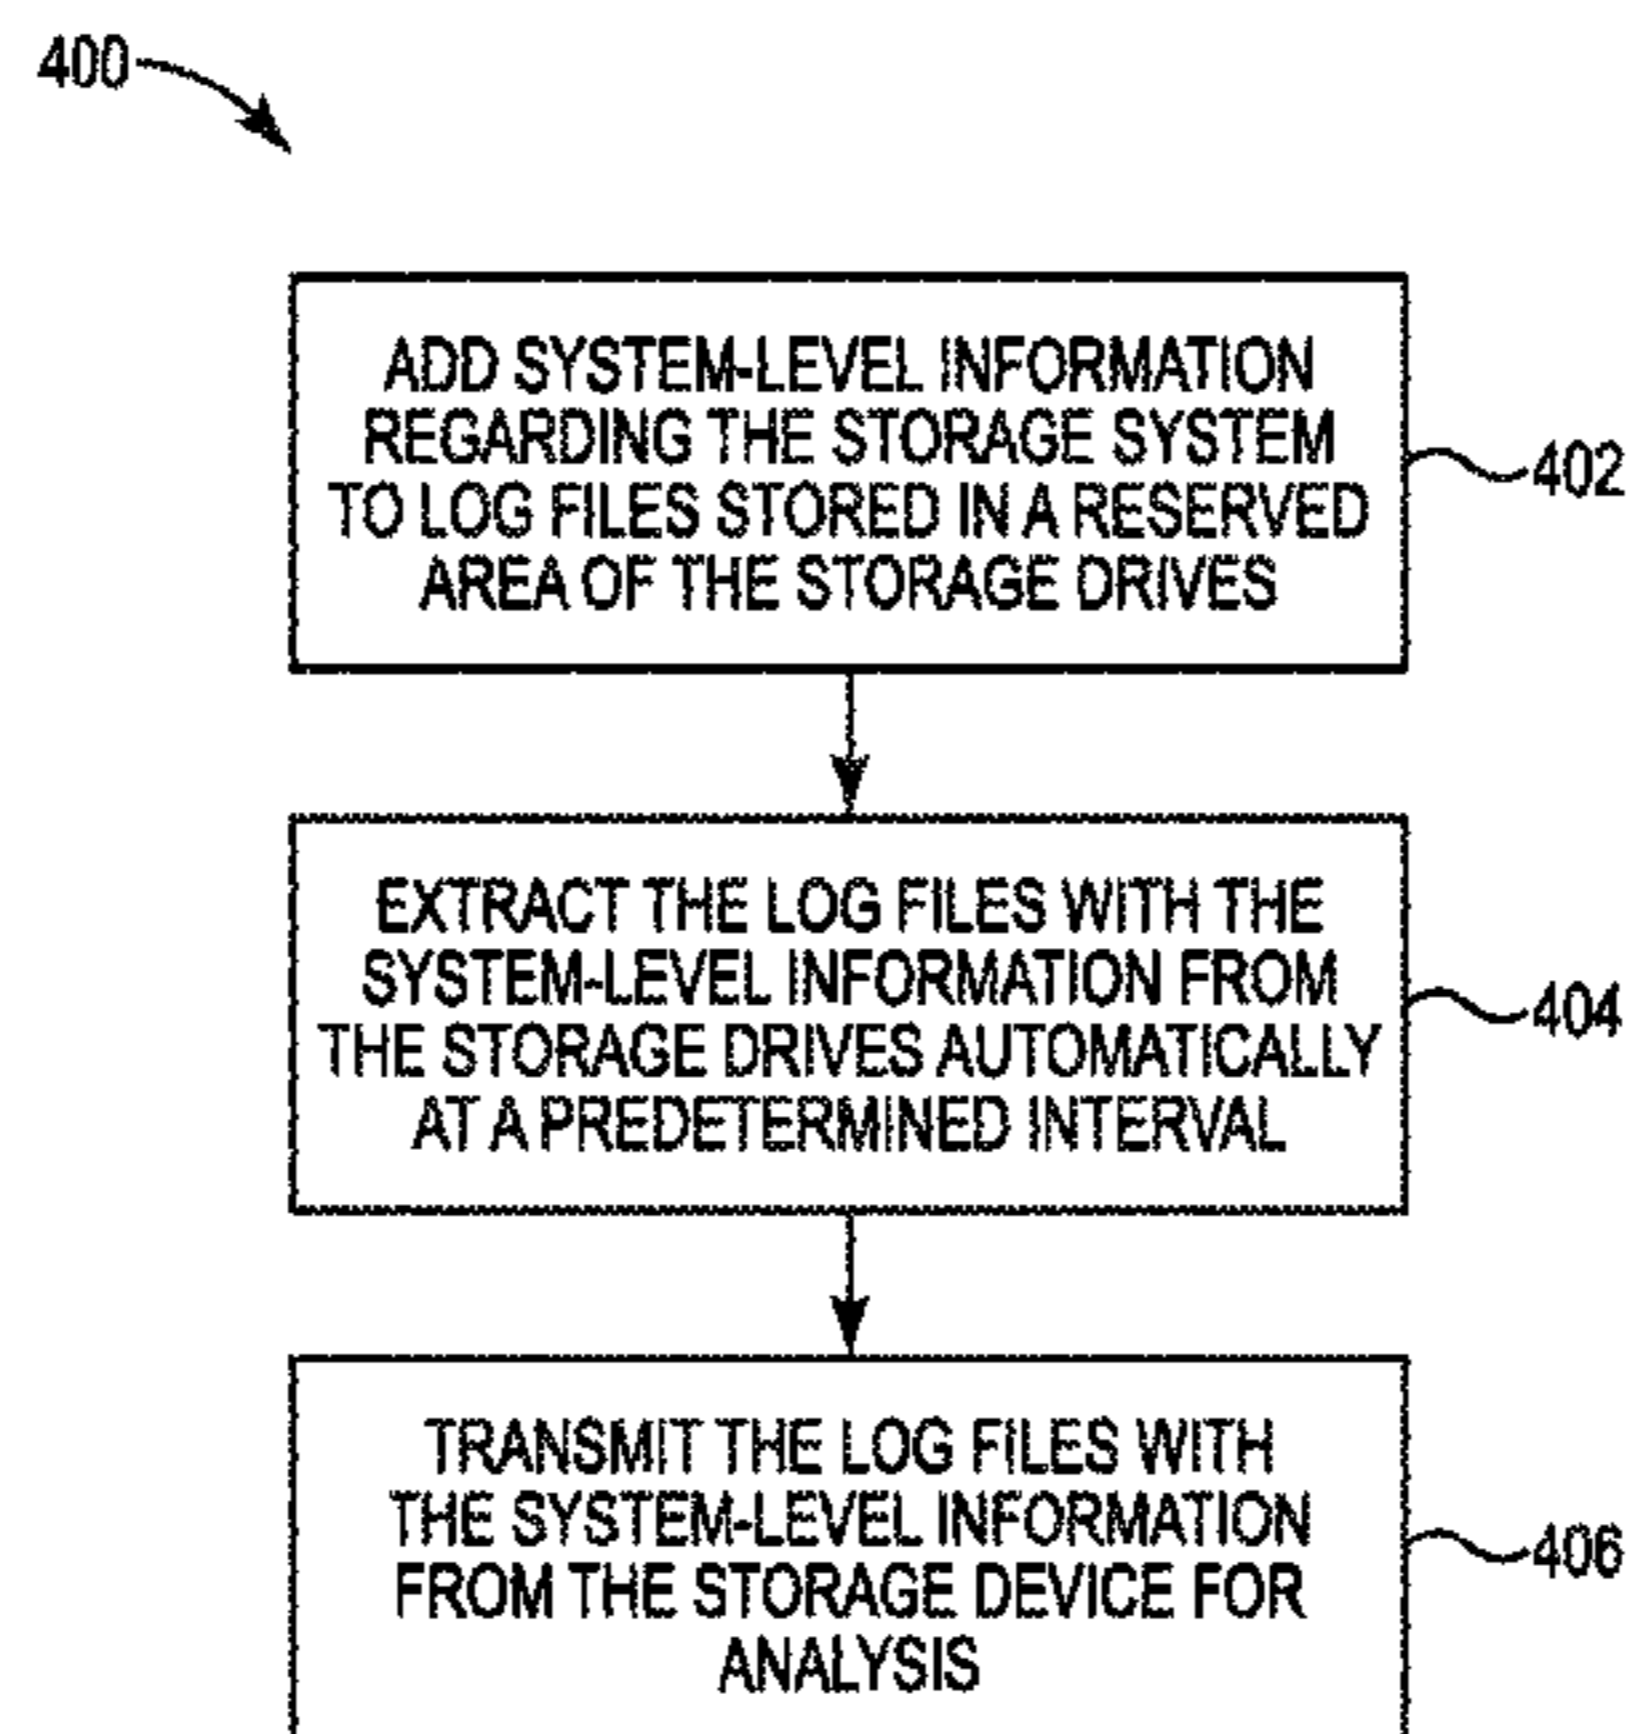 400
ADD SYSTEM-LEVEL INFORMATION
REGARDING THE STORAGE SYSTEM
TO LOG FILES STORED IN A RESERVED
AREA OF THE STORAGE DRIVES
402
EXTRACT THE LOG FILES WITH THE
SYSTEM-LEVEL INFORMATION FROM
THE STORAGE DRIVES AUTOMATICALLY
AT A PREDETERMINED INTERVAL
404
TRANSMIT THE LOG FILES WITH
THE SYSTEM-LEVEL INFORMATION
FROM THE STORAGE DEVICE FOR
ANALYSIS
406